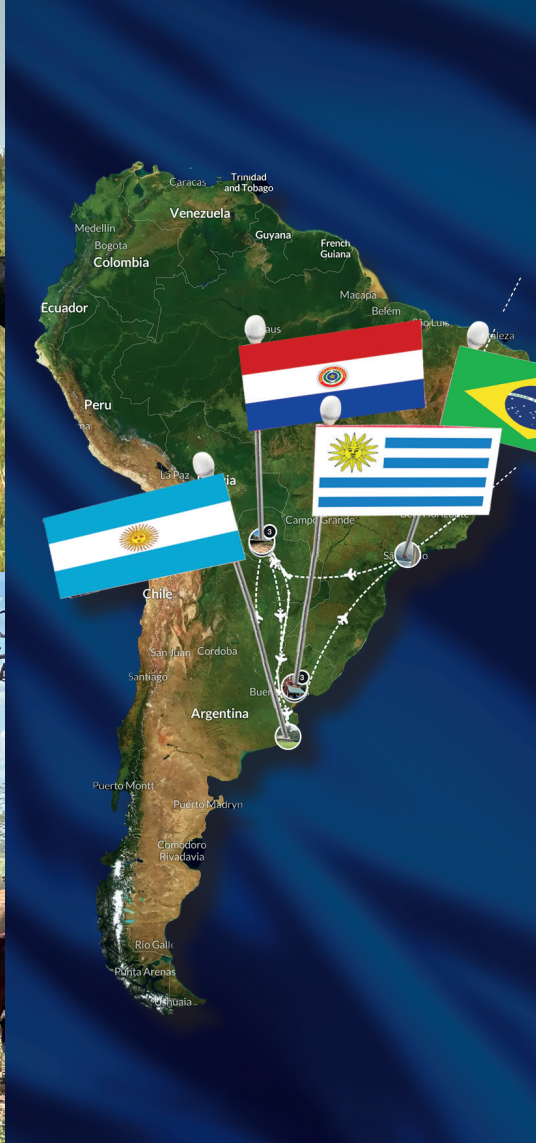 Caracas
Trinidad
and Tobago
Venezuela
Guyana
French
Guiana
Medellin
Bogota
Colombia
Macapá
Belém
Ecuador
Peru
La Paz
Campo Grande
3
Chile
San Juan
Cordoba
Santiago
3
Argentina
Puerto Montt
Puerto Madryn
Comodoro
Rivadavia
Punta Arenas
Ushuaia